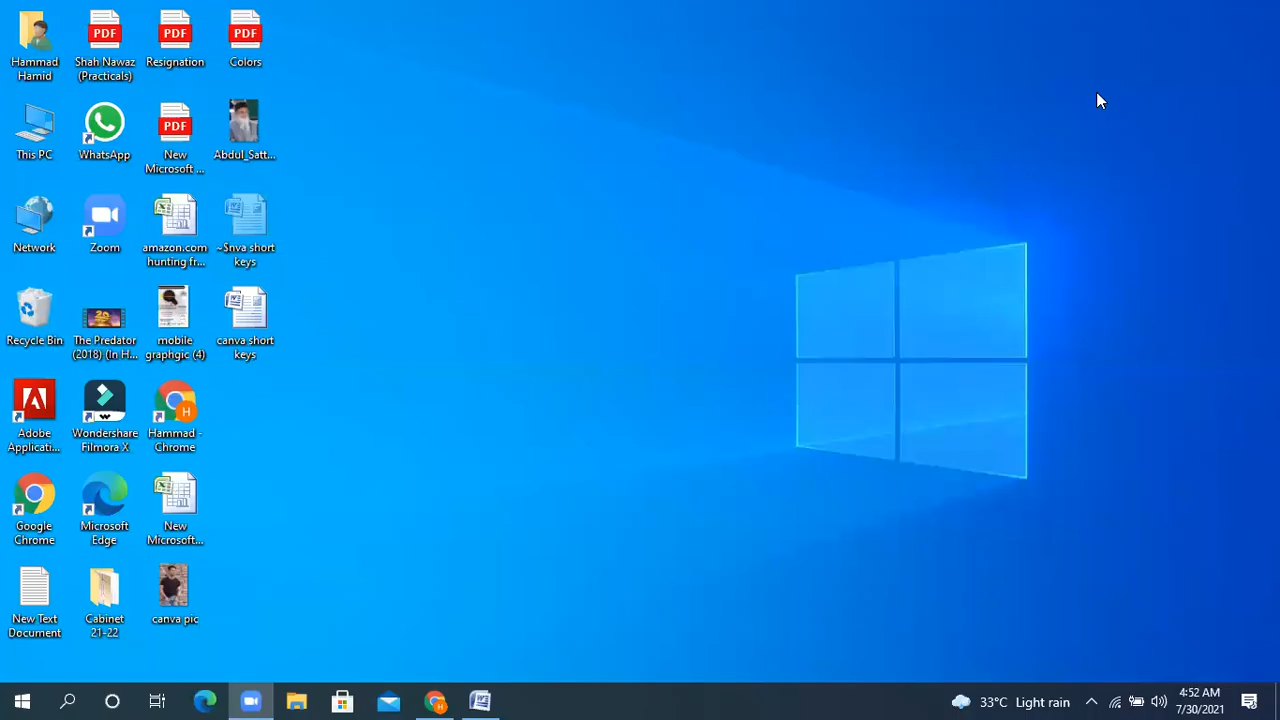 Hammad
Hamid
PDF
Shah Nawaz
(Practicals)
PDF
Resignation
PDF
Colors
This PC
WhatsApp
PDF
New
Microsoft ...
Abdul_Satt...
Network
Zoom
amazon.com
hunting fr...
~$nva short
keys
Recycle Bin
The Predator
(2018) (In H...
mobile
graphgic (4)
canva short
keys
Adobe
Applicati...
Wondershare
Filmora X
Hammad -
Chrome
Google
Chrome
Microsoft
Edge
New
Microsoft...
New Text
Document
Cabinet
21-22
canva pic
33°C Light rain
4:52 AM
7/30/2021